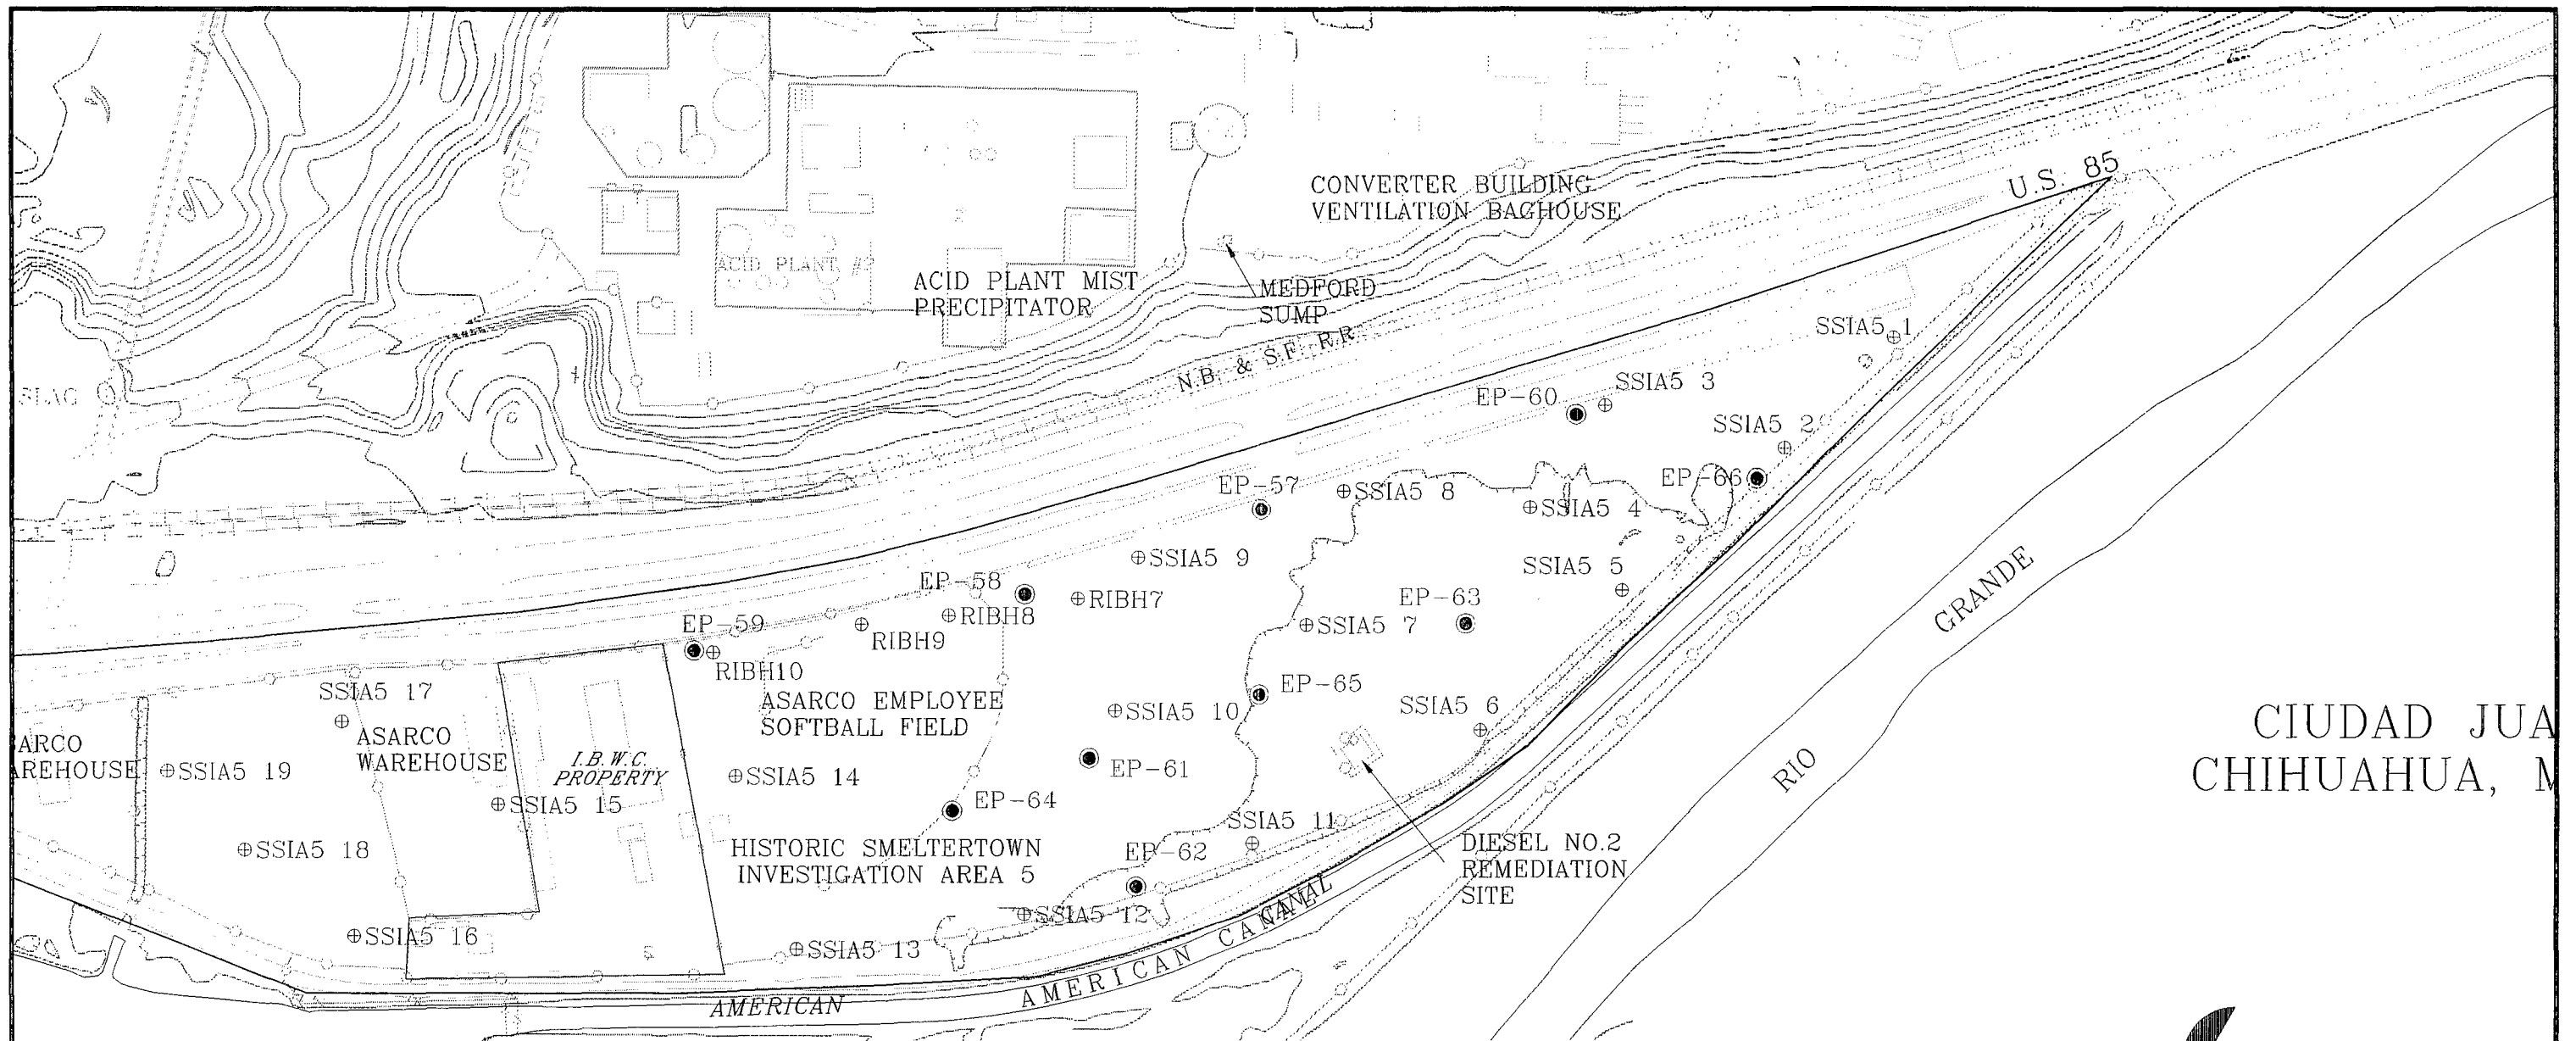 CONVERTER BUILDING
VENTILATION BAGHOUSE
U.S. 85
ACID PLANT
ACID PLANT MIST
PRECIPITATOR
MEDFORD
SUMP
N.B. & S.F. R.R.
SLAG
SSIA5 1
SSIA5 3
EP-60
SSIA5 2
EP-66
EP-57
SSIA5 8
SSIA5 4
SSIA5 9
SSIA5 5
EP-58
RIBH7
RIBH8
EP-63
SSIA5 7
EP-59
RIBH9
RIBH10
GRANDE
SSIA5 17
ASARCO EMPLOYEE
SOFTBALL FIELD
EP-65
SSIA5 10
SSIA5 6
ARCO
AREHOUSE
SSIA5 19
ASARCO
WAREHOUSE
I.B.W.C.
PROPERTY
SSIA5 14
EP-61
RIO
CIUDAD JUA
CHIHUAHUA, M
SSIA5 15
EP-64
SSIA5 11
SSIA5 18
HISTORIC SMELTERTOWN
INVESTIGATION AREA 5
EP-62
DIESEL NO.2
REMEDIATION
SITE
SSIA5 12
SSIA5 16
SSIA5 13
CANAL
AMERICAN CANAL
AMERICAN